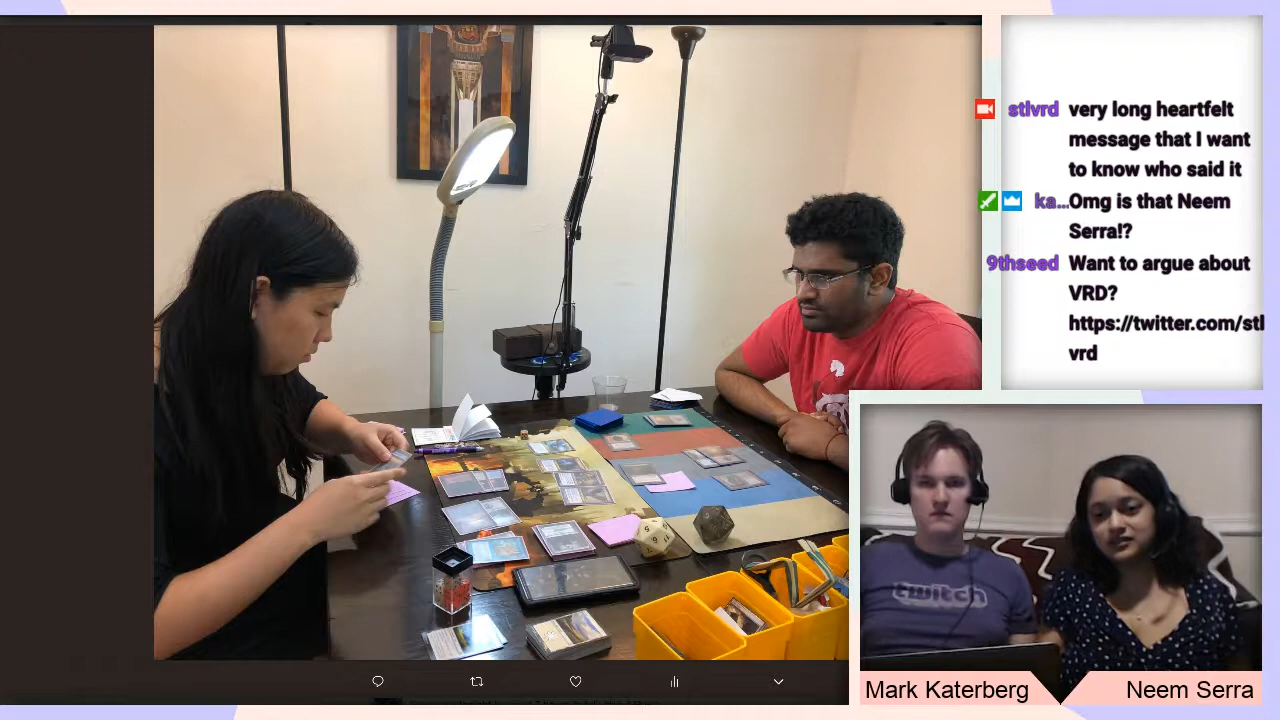 stlvrd very long heartfelt
message that I want
to know who said it
ka... Omg is that Neem
Serra!?
9thseed Want to argue about
VRD?
https://twitter.com/stl
vrd
twitch
Mark Katerberg
Neem Serra